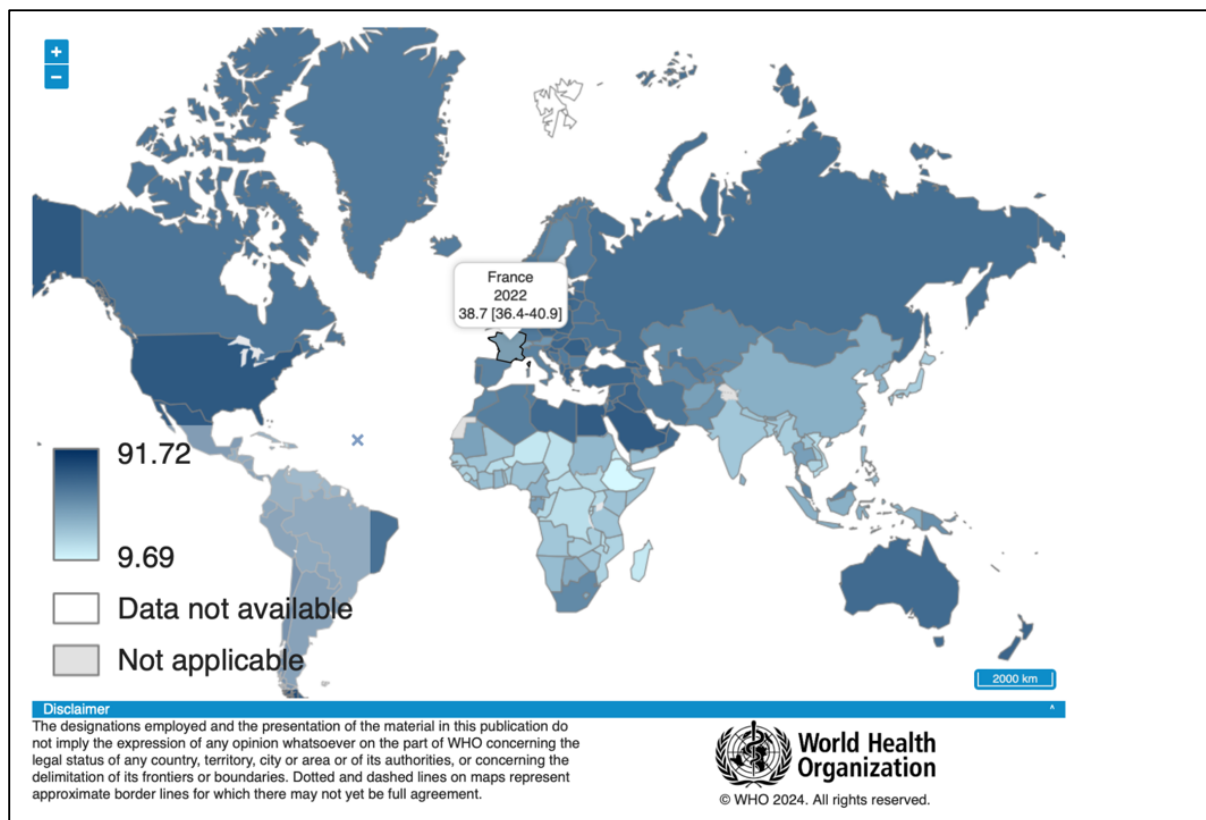 +
−
France
2022
38.7 [36.4-40.9]
91.72
9.69
Data not available
Not applicable
2000 km
Disclaimer
^
The designations employed and the presentation of the material in this publication do
not imply the expression of any opinion whatsoever on the part of WHO concerning the
legal status of any country, territory, city or area or of its authorities, or concerning the
delimitation of its frontiers or boundaries. Dotted and dashed lines on maps represent
approximate border lines for which there may not yet be full agreement.
World Health
Organization
© WHO 2024. All rights reserved.